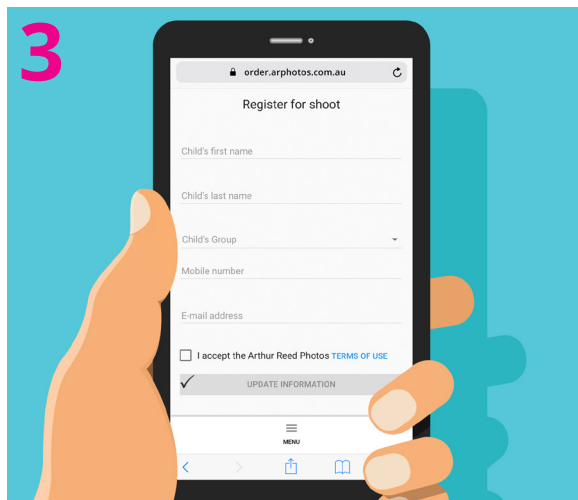 3
order.arphotos.com.au
Register for shoot
Child's first name
Child's last name
Child's Group
Mobile number
E-mail address
I accept the Arthur Reed Photos TERMS OF USE
UPDATE INFORMATION
MENU